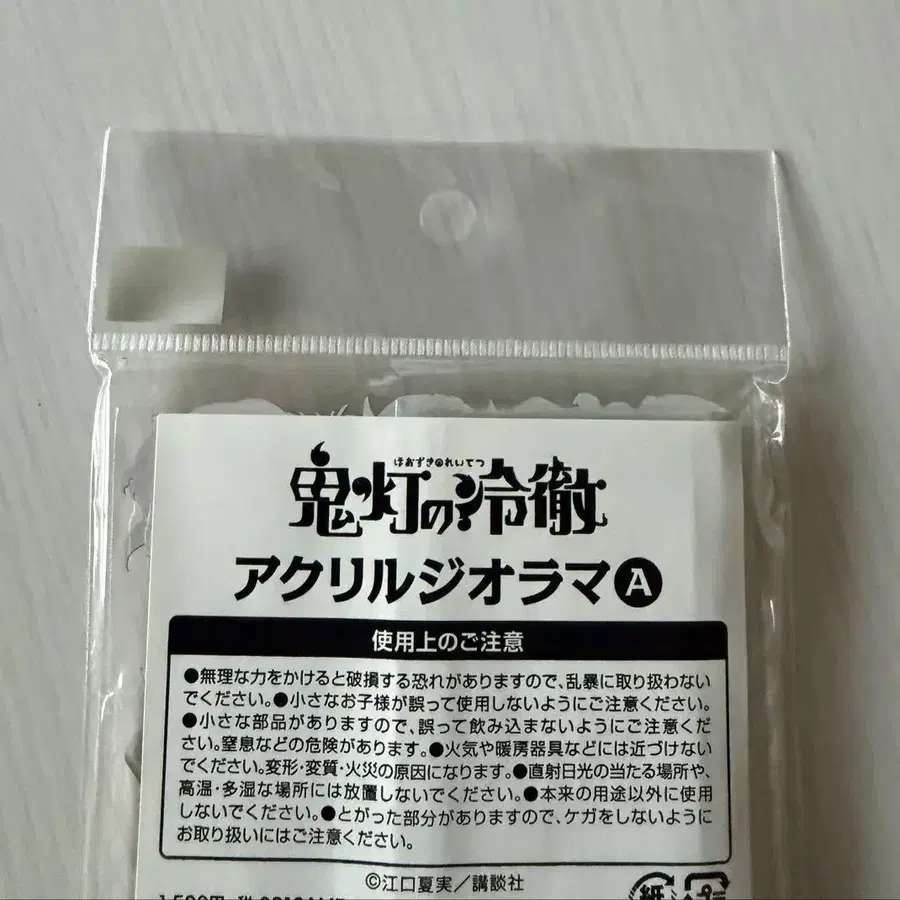 ほおずきのれいてつ
鬼灯の冷徹
アクリルジオラマA
使用上のご注意
●無理な力をかけると破損する恐れがありますので、乱暴に取り扱わない
でください。●小さなお子様が誤って使用しないようにご注意ください。
●小さな部品がありますので、誤って飲み込まないようにご注意くだ
さい。窒息などの危険があります。●火気や暖房器具などには近づけない
でください。変形・変質・火災の原因になります。●直射日光の当たる場所や、
高温・多湿な場所には放置しないでください。●本来の用途以外に使用
しないでください。●とがった部分がありますので、ケガをしないように
お取り扱いにはご注意ください。
©江口夏実／講談社
紙